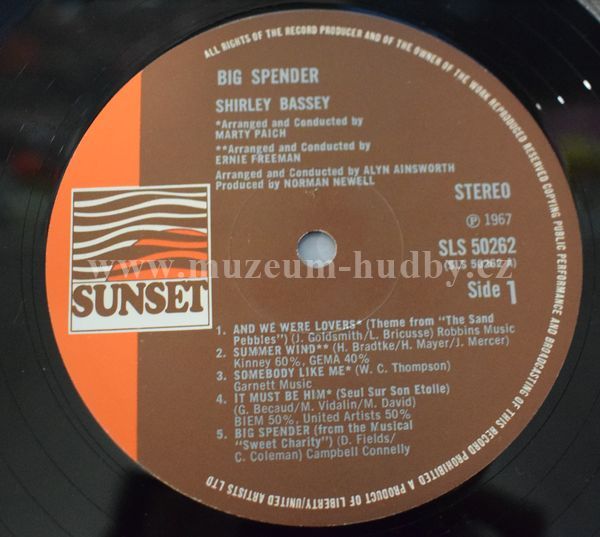 ALL RIGHTS OF THE RECORD PRODUCER AND OF THE OWNER OF THE WORK REPRODUCED RESERVED COPYING PUBLIC PERFORMANCE AND BROADCASTING OF THIS RECORD PROHIBITED A PRODUCT OF LIBERTY/UNITED ARTISTS LTD
BIG SPENDER
SHIRLEY BASSEY
*Arranged and Conducted by
MARTY PAICH
**Arranged and Conducted by
ERNIE FREEMAN
Arranged and Conducted by ALYN AINSWORTH
Produced by NORMAN NEWELL
STEREO
Ⓟ 1967
SLS 50262
(SLS 50262 A)
Side 1
SUNSET
www.muzeum-hudby.cz
1. AND WE WERE LOVERS* (Theme from "The Sand
Pebbles") (J. Goldsmith/L. Bricusse) Robbins Music
2. SUMMER WIND** (H. Bradtke/H. Mayer/J. Mercer)
Kinney 60%, GEMA 40%
3. SOMEBODY LIKE ME* (W. C. Thompson)
Garnett Music
4. IT MUST BE HIM* (Seul Sur Son Etoile)
(G. Becaud/M. Vidalin/M. David)
BIEM 50%, United Artists 50%
5. BIG SPENDER (from the Musical
"Sweet Charity") (D. Fields/
C. Coleman) Campbell Connelly